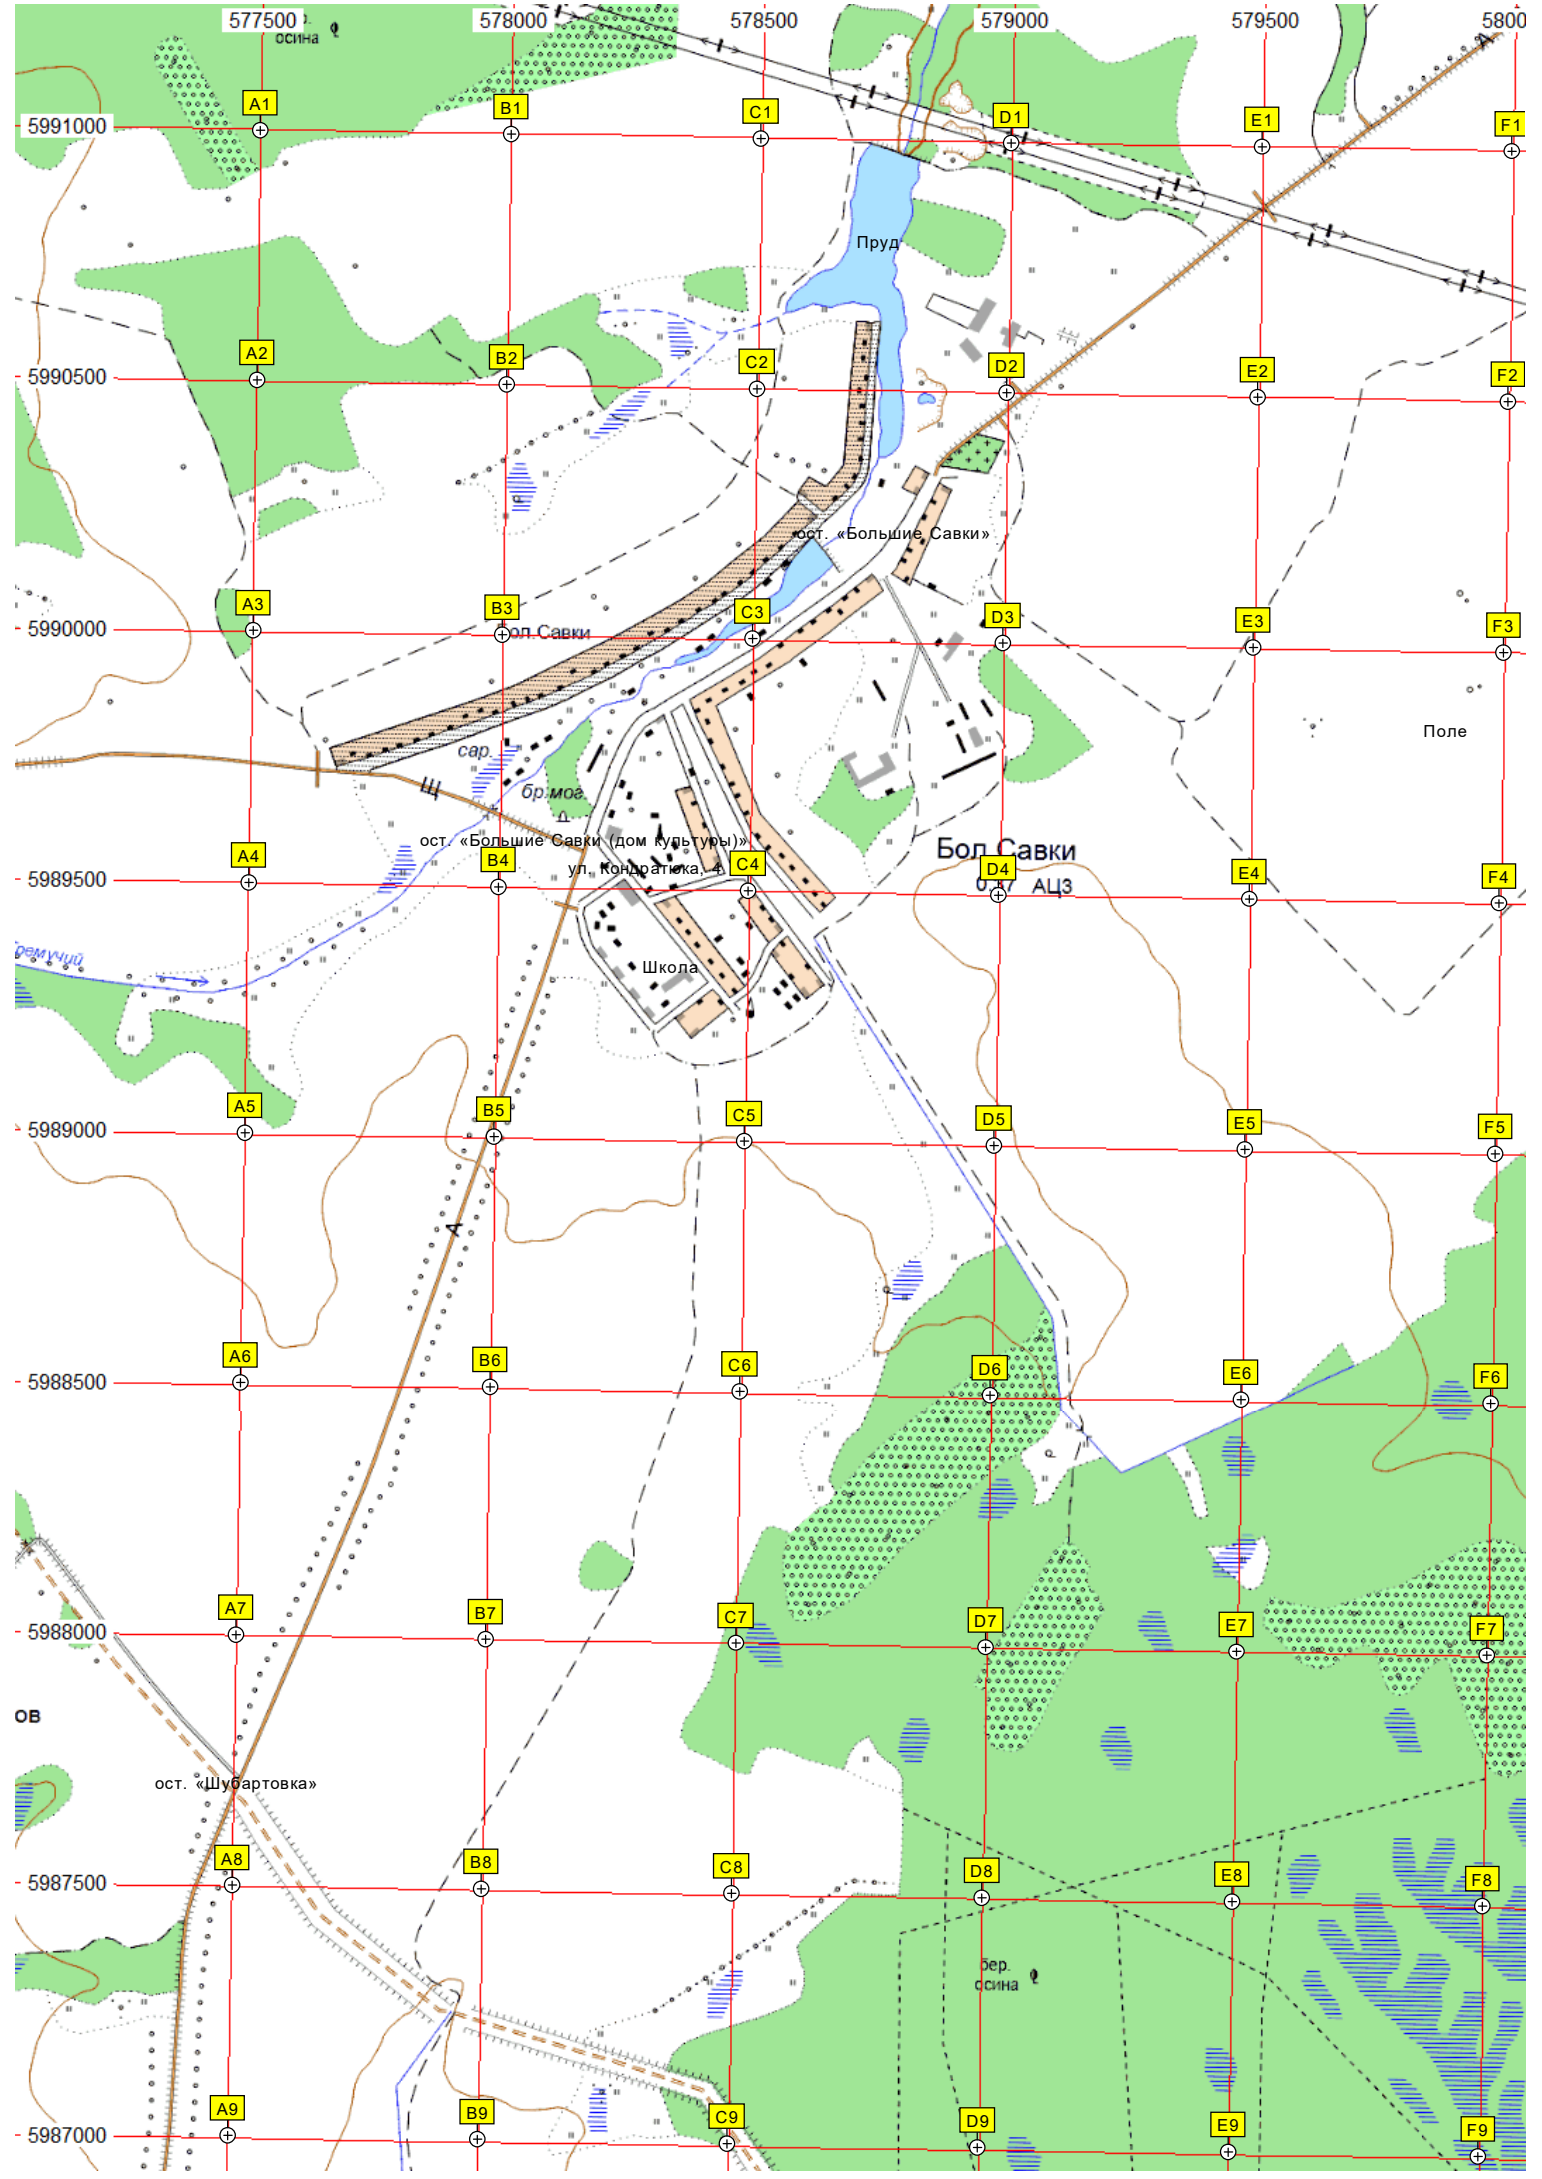 577500 578000 578500 579000 579500 5800
осина
A1 B1 C1 D1 E1 F1
5991000
А
Пруд
A2 B2 C2 D2 E2 F2
5990500
ост. «Большие Савки»
A3 B3 C3 D3 E3 F3
5990000
Бол.Савки
Поле
сар.
Щ
бр.мог.
ост. «Большие Савки (дом культуры)»
Бол.Савки
ул. Кондратюка, 4
A4 B4 C4 D4 E4 F4
5989500
АЦЗ
ремучий
Школа
A5 B5 C5 D5 E5 F5
5989000
А
A6 B6 C6 D6 E6 F6
5988500
A7 B7 C7 D7 E7 F7
5988000
ов
ост. «Шубартовка»
A8 B8 C8 D8 E8 F8
5987500
бер.
осина
A9 B9 C9 D9 E9 F9
5987000